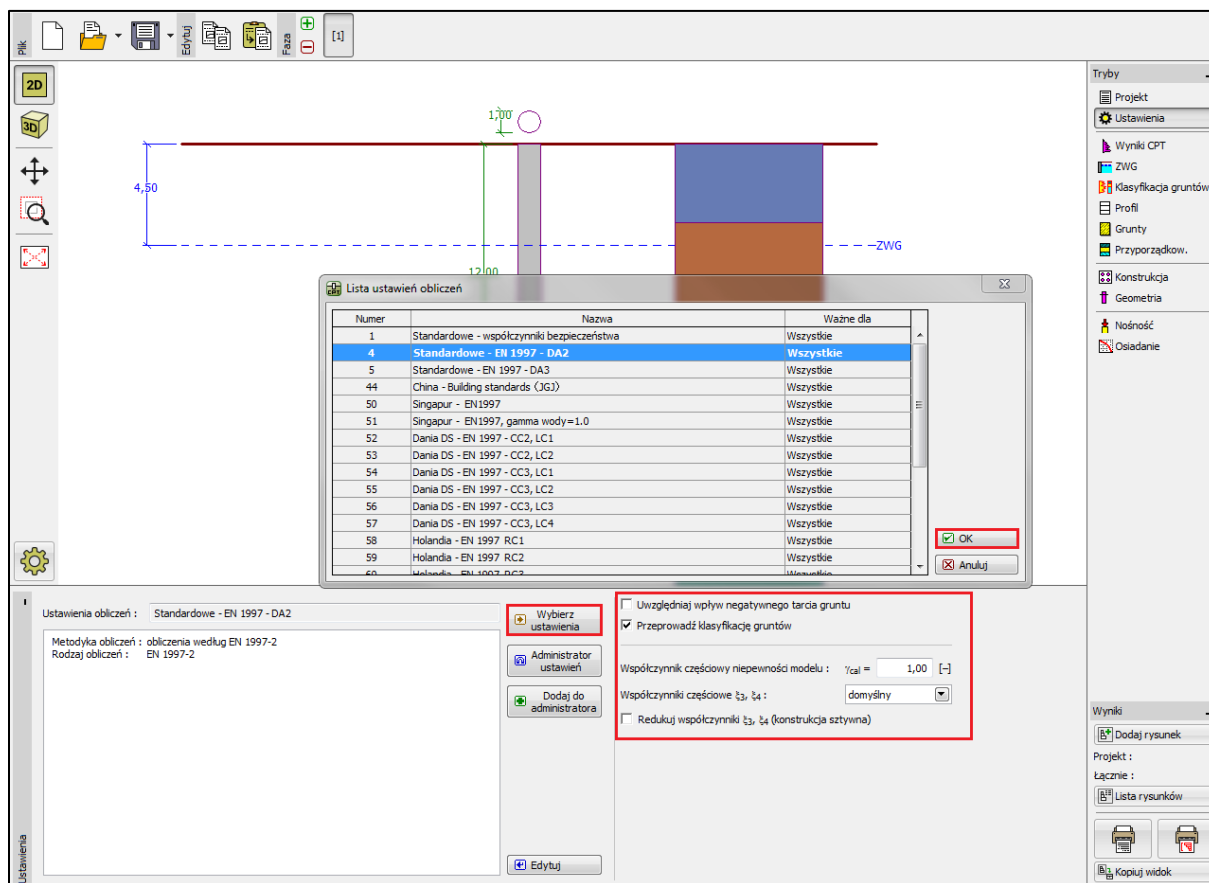 Plik
Edytuj
Faza
[1]
2D
3D
1,00
4,50
ZWG
12,00
Lista ustawień obliczeń
Numer Nazwa Ważne dla
1 Standardowe - współczynniki bezpieczeństwa Wszystkie
4 Standardowe - EN 1997 - DA2 Wszystkie
5 Standardowe - EN 1997 - DA3 Wszystkie
44 China - Building standards (JGJ) Wszystkie
50 Singapur - EN1997 Wszystkie
51 Singapur - EN1997, gamma wody=1.0 Wszystkie
52 Dania DS - EN 1997 - CC2, LC1 Wszystkie
53 Dania DS - EN 1997 - CC2, LC2 Wszystkie
54 Dania DS - EN 1997 - CC3, LC1 Wszystkie
55 Dania DS - EN 1997 - CC3, LC2 Wszystkie
56 Dania DS - EN 1997 - CC3, LC3 Wszystkie
57 Dania DS - EN 1997 - CC3, LC4 Wszystkie
58 Holandia - EN 1997 RC1 Wszystkie
59 Holandia - EN 1997 RC2 Wszystkie
60 Holandia - EN 1997 RC3 Wszystkie
OK
Anuluj
Ustawienia obliczeń : Standardowe - EN 1997 - DA2
Metodyka obliczeń : obliczenia według EN 1997-2
Rodzaj obliczeń : EN 1997-2
Wybierz
ustawienia
Administrator
ustawień
Dodaj do
administratora
Edytuj
Uwzględniaj wpływ negatywnego tarcia gruntu
Przeprowadź klasyfikację gruntów
Współczynnik częściowy niepewności modelu : γcal = 1,00 [–]
Współczynniki częściowe ξ3, ξ4 : domyślny
Redukuj współczynniki ξ3, ξ4 (konstrukcja sztywna)
Ustawienia
Tryby
Projekt
Ustawienia
Wyniki CPT
ZWG
Klasyfikacja gruntów
Profil
Grunty
Przyporządkow.
Konstrukcja
Geometria
Nośność
Osiadanie
Wyniki
Dodaj rysunek
Projekt :
Łącznie :
Lista rysunków
Kopiuj widok